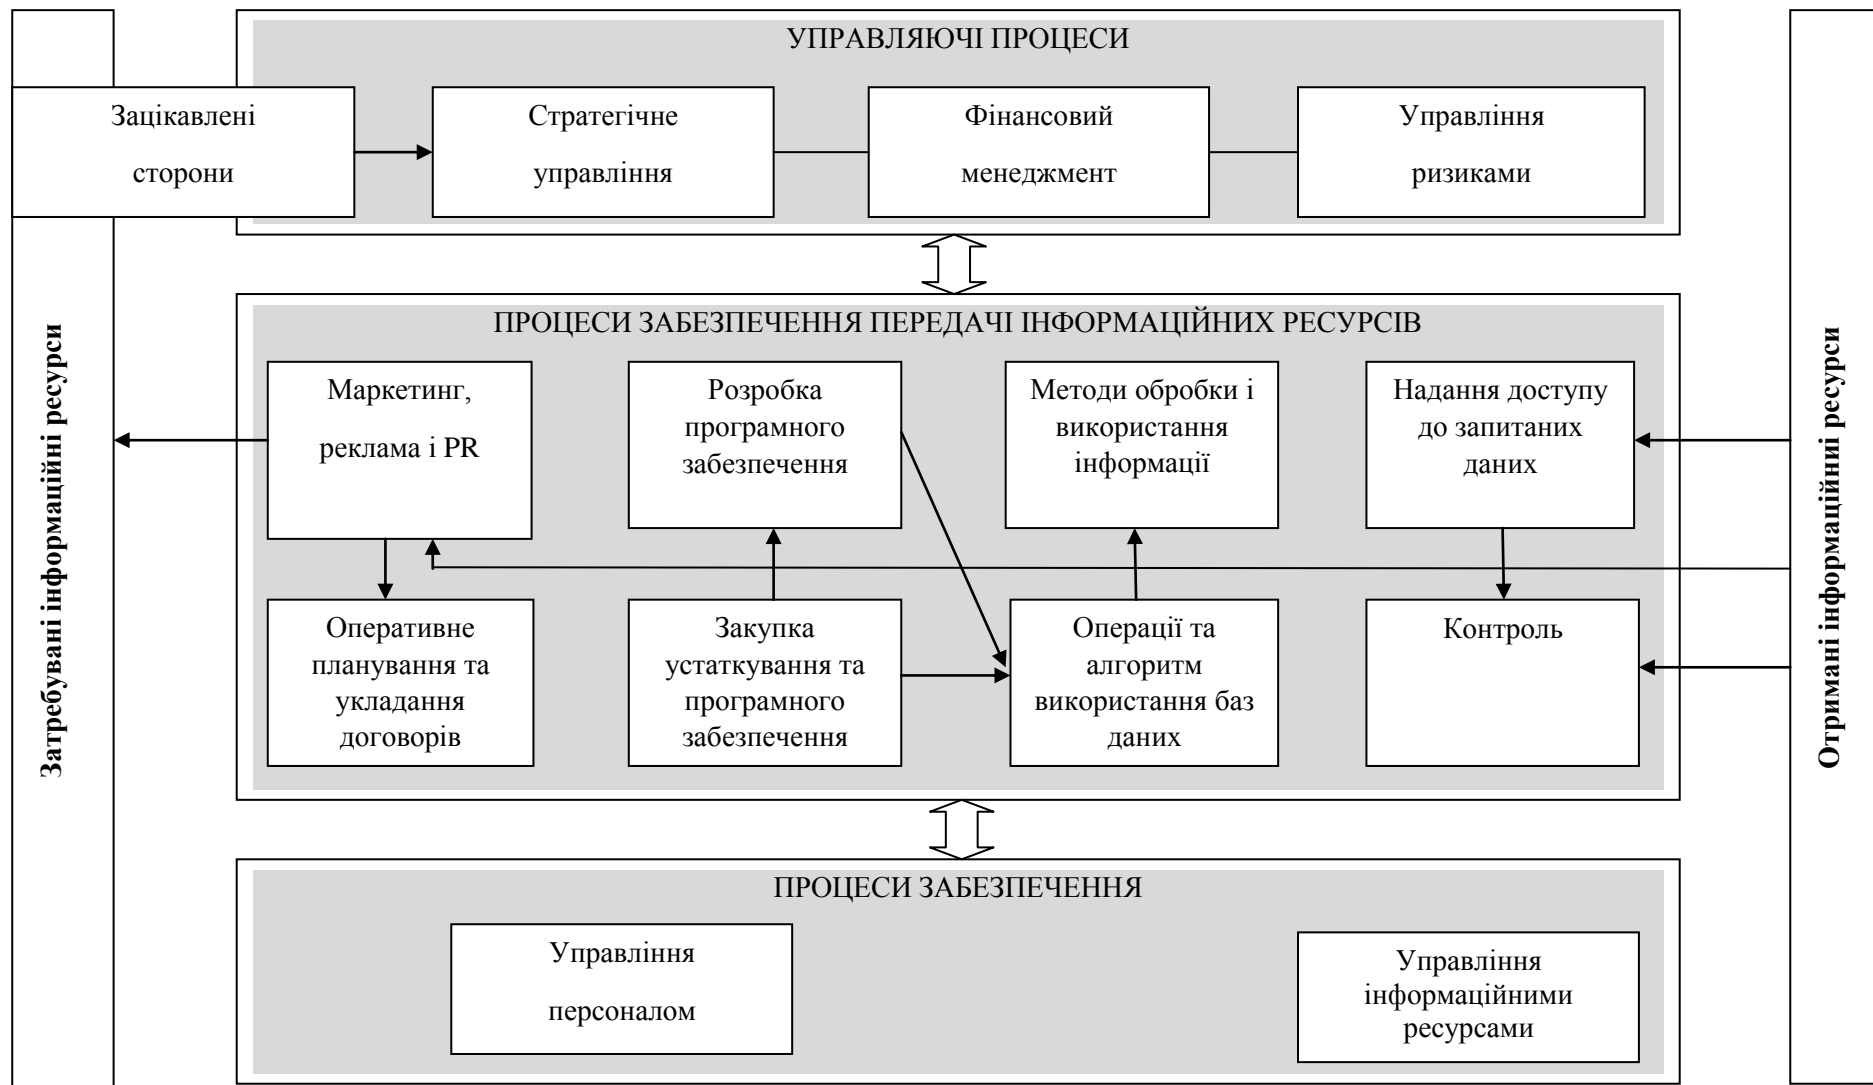 УПРАВЛЯЮЧІ ПРОЦЕСИ
Зацікавлені
сторони
Стратегічне
управління
Фінансовий
менеджмент
Управління
ризиками
Затребувані інформаційні ресурси
ПРОЦЕСИ ЗАБЕЗПЕЧЕННЯ ПЕРЕДАЧІ ІНФОРМАЦІЙНИХ РЕСУРСІВ
Маркетинг,
реклама і PR
Розробка
програмного
забезпечення
Методи обробки і
використання
інформації
Надання доступу
до запитаних
даних
Оперативне
планування та
укладання
договорів
Закупка
устаткування та
програмного
забезпечення
Операції та
алгоритм
використання баз
даних
Контроль
Отримані інформаційниі ресурси
ПРОЦЕСИ ЗАБЕЗПЕЧЕННЯ
Управління
персоналом
Управління
інформаційними
ресурсами